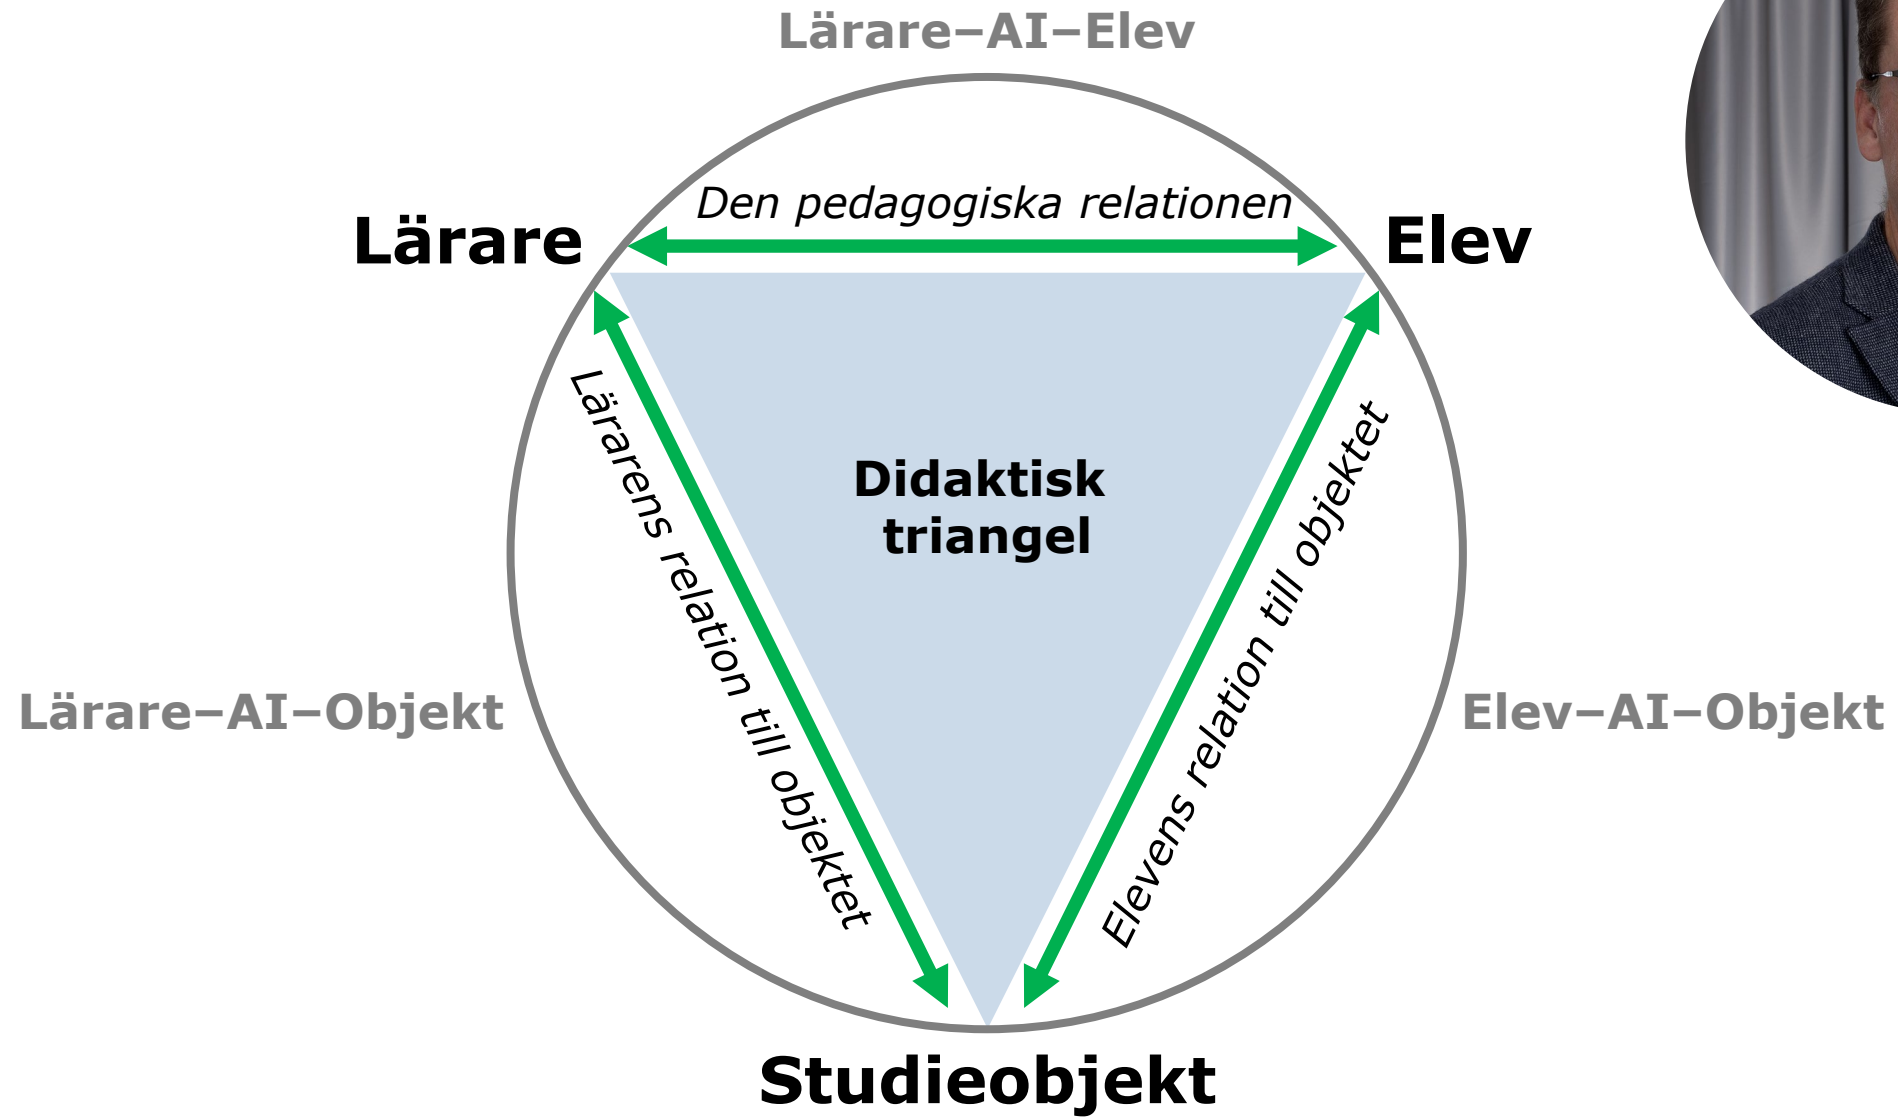 Lärare–AI–Elev
Den pedagogiska relationen
Lärare
Elev
Lärarens relation till objektet
Didaktisk
triangel
Elevens relation till objektet
Lärare–AI–Objekt
Elev–AI–Objekt
Studieobjekt